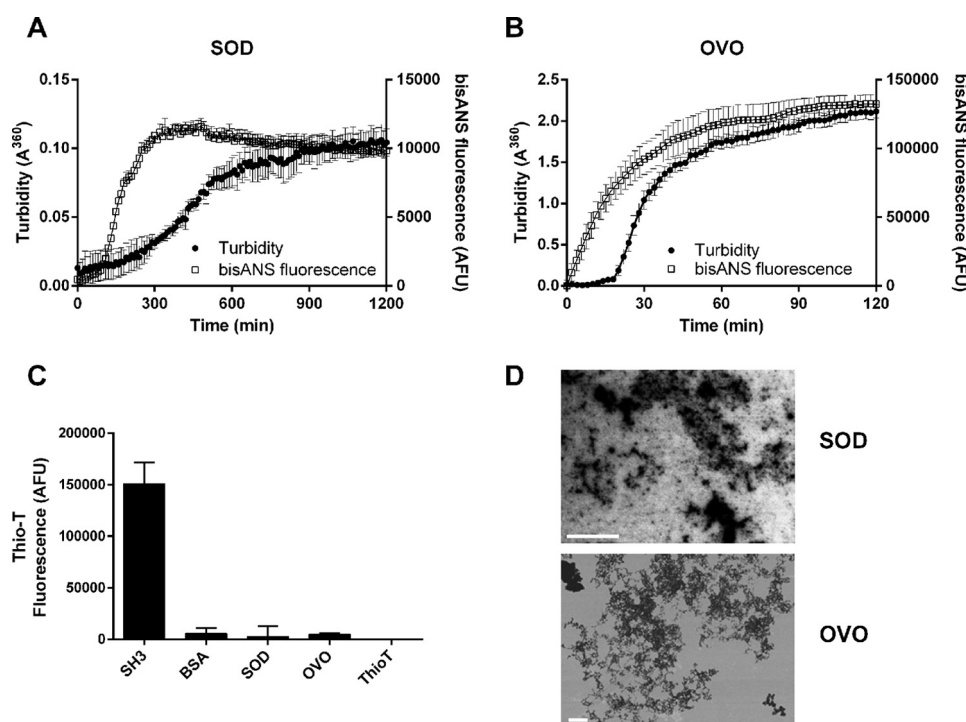 A
SOD
Turbidity (A³⁶⁰)
0.15
0.10
0.05
0.00
15000
10000
5000
0
bisANS fluorescence (AFU)
Turbidity
bisANS fluorescence
0 300 600 900 1200
Time (min)
B
OVO
Turbidity (A³⁶⁰)
2.5
2.0
1.5
1.0
0.5
0.0
150000
100000
50000
0
bisANS fluorescence (AFU)
Turbidity
bisANS fluorescence
0 30 60 90 120
Time (min)
C
Thio-T
Fluorescence (AFU)
200000
150000
100000
50000
0
SH3 BSA SOD OVO ThioT
D
SOD
OVO